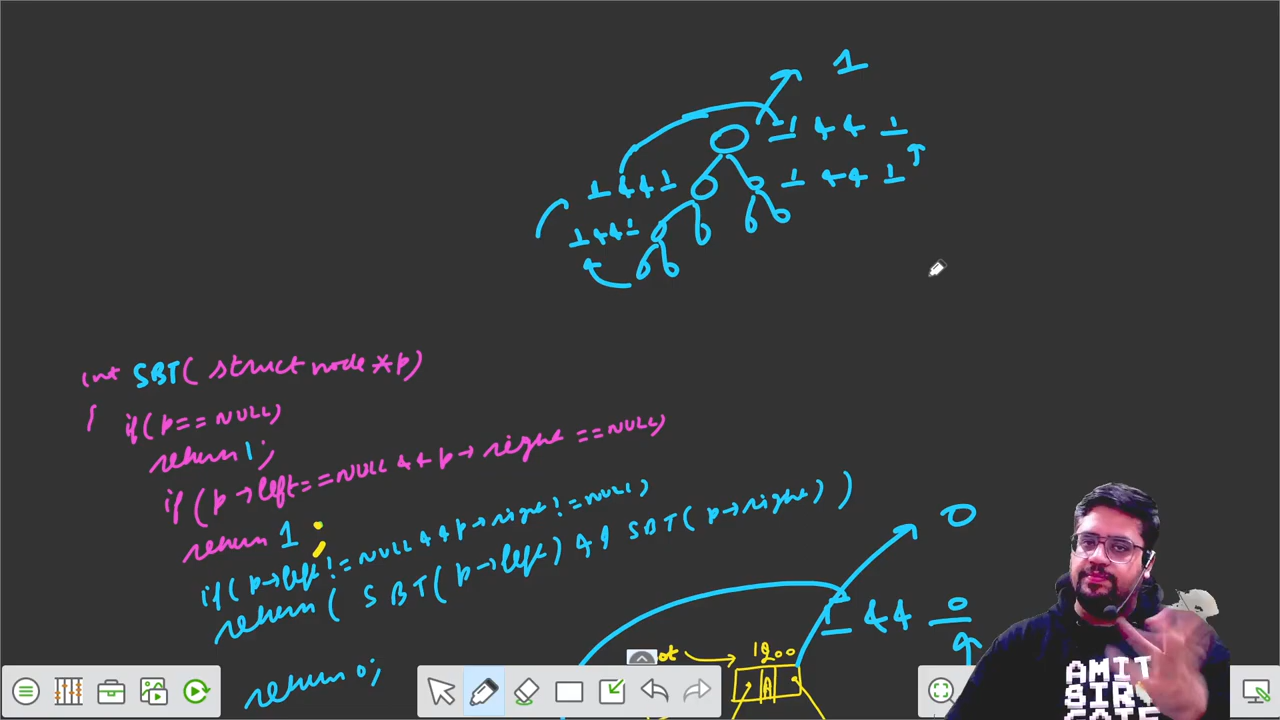 1
1 && 1
1 && 1 1 && 1
1 && 1
int SBT( struct node *p)
{ if(p==NULL)
return 1;
if(p→left==NULL && p→right ==NULL)
return 1 ;
if(p→left!=NULL && p→right!=NULL)
return( SBT(p→left) && SBT(p→right) )
return 0;
0
1 && 0
1200
A
AMIT